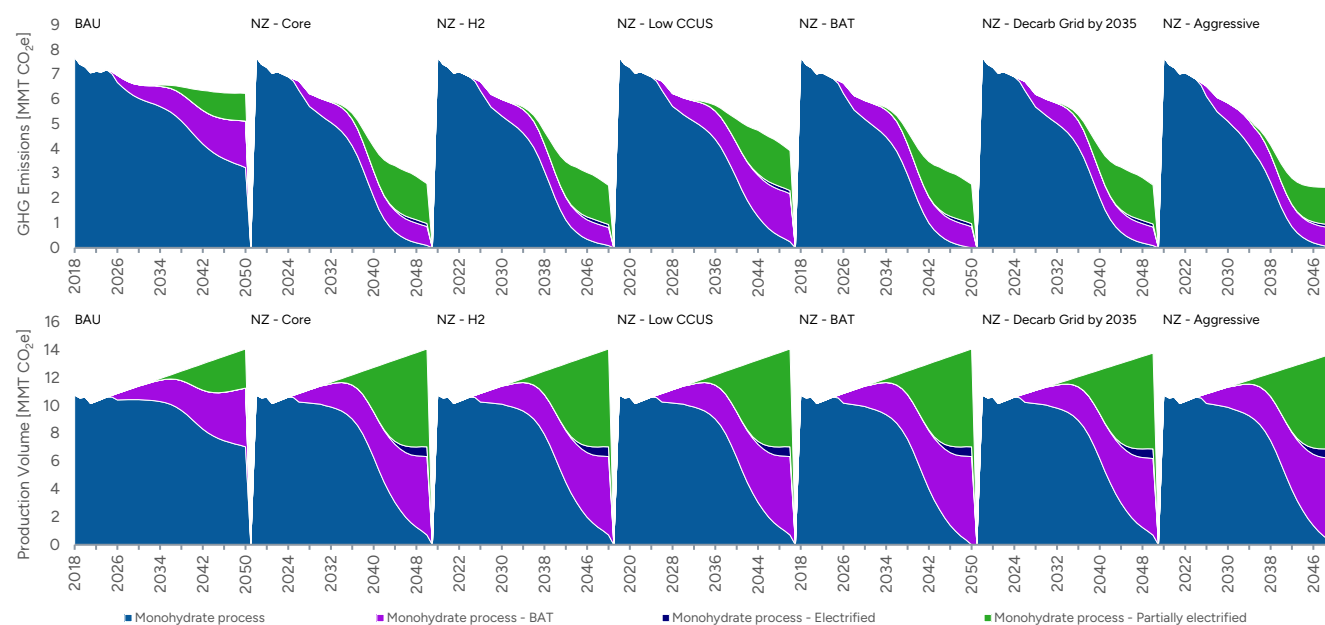 BAU NZ - Core NZ - H2 NZ - Low CCUS NZ - BAT NZ - Decarb Grid by 2035 NZ - Aggressive
GHG Emissions [MMT CO₂e]
9
8
7
6
5
4
3
2
1
0
2018 2026 2034 2042 2050 2024 2032 2040 2048 2022 2030 2038 2046 2020 2028 2036 2044 2018 2026 2034 2042 2050 2024 2032 2040 2048 2022 2030 2038 2046
BAU NZ - Core NZ - H2 NZ - Low CCUS NZ - BAT NZ - Decarb Grid by 2035 NZ - Aggressive
Production Volume [MMT CO₂e]
16
14
12
10
8
6
4
2
0
2018 2026 2034 2042 2050 2024 2032 2040 2048 2022 2030 2038 2046 2020 2028 2036 2044 2018 2026 2034 2042 2050 2024 2032 2040 2048 2022 2030 2038 2046
Monohydrate process Monohydrate process - BAT Monohydrate process - Electrified Monohydrate process - Partially electrified